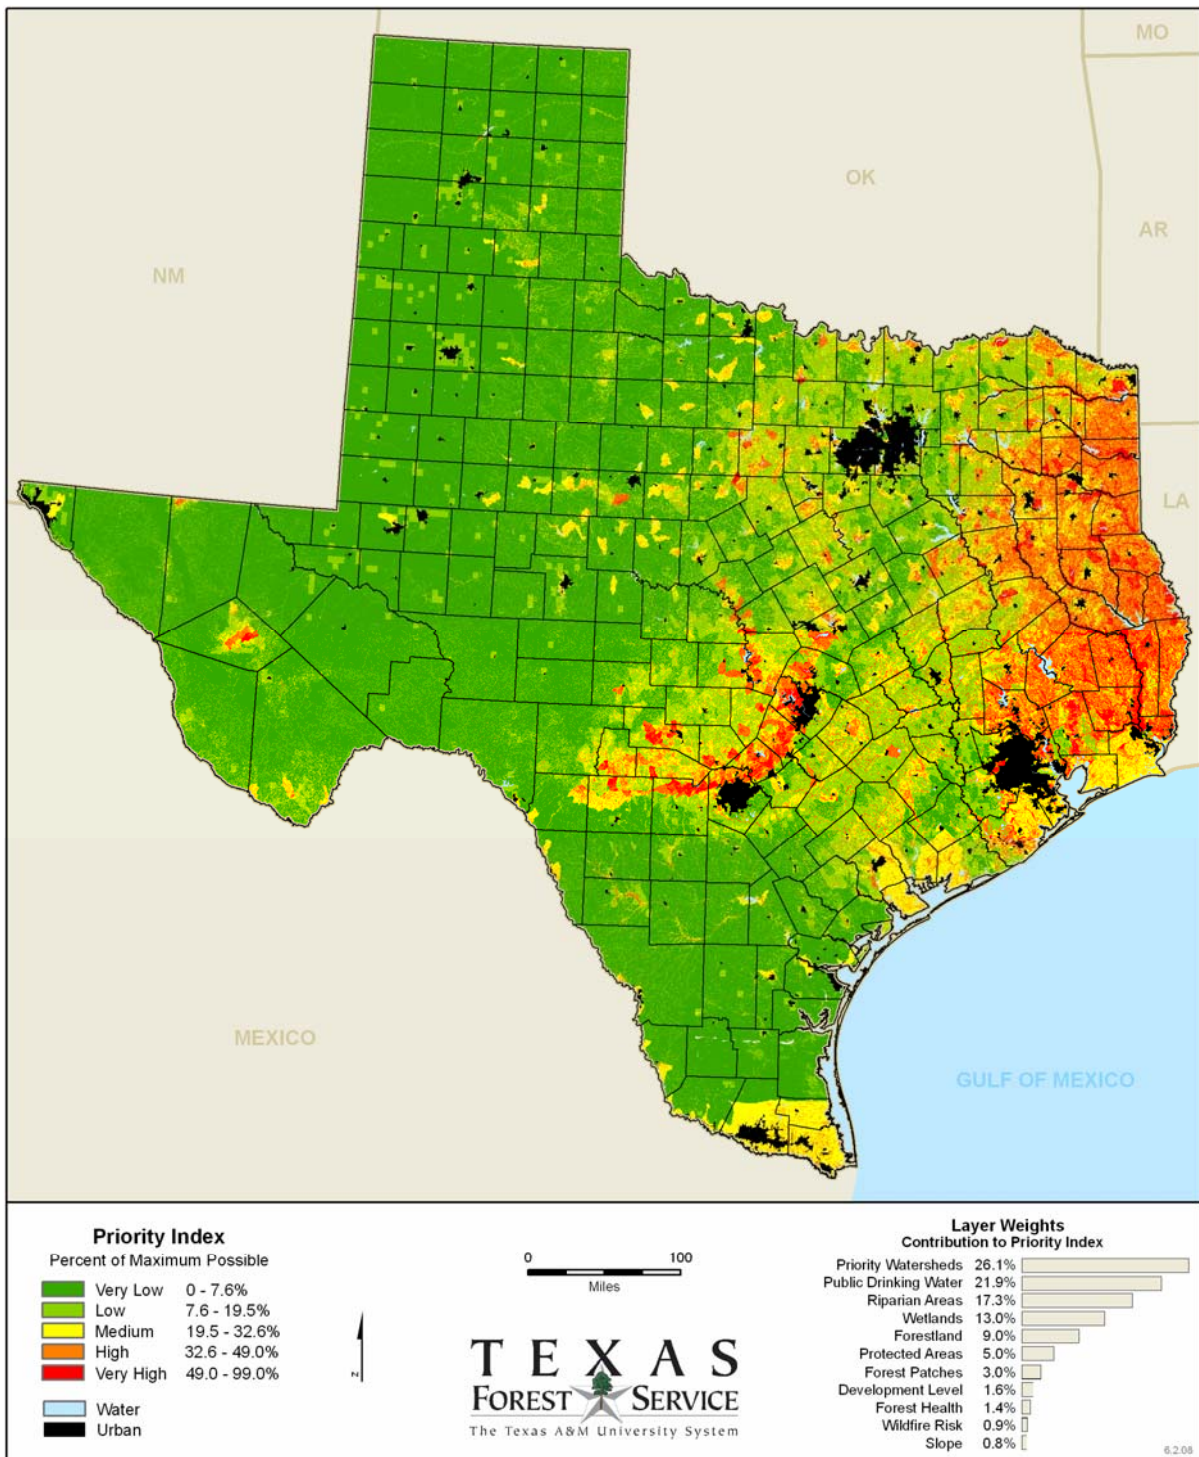 MO
OK
AR
NM
LA
MEXICO
GULF OF MEXICO
Priority Index
Percent of Maximum Possible
Very Low 0 - 7.6%
Low 7.6 - 19.5%
Medium 19.5 - 32.6%
High 32.6 - 49.0%
Very High 49.0 - 99.0%
Water
Urban
0 100
Miles
N
TEXAS
FOREST SERVICE
The Texas A&M University System
Layer Weights
Contribution to Priority Index
Priority Watersheds 26.1%
Public Drinking Water 21.9%
Riparian Areas 17.3%
Wetlands 13.0%
Forestland 9.0%
Protected Areas 5.0%
Forest Patches 3.0%
Development Level 1.6%
Forest Health 1.4%
Wildfire Risk 0.9%
Slope 0.8%
6.2.08